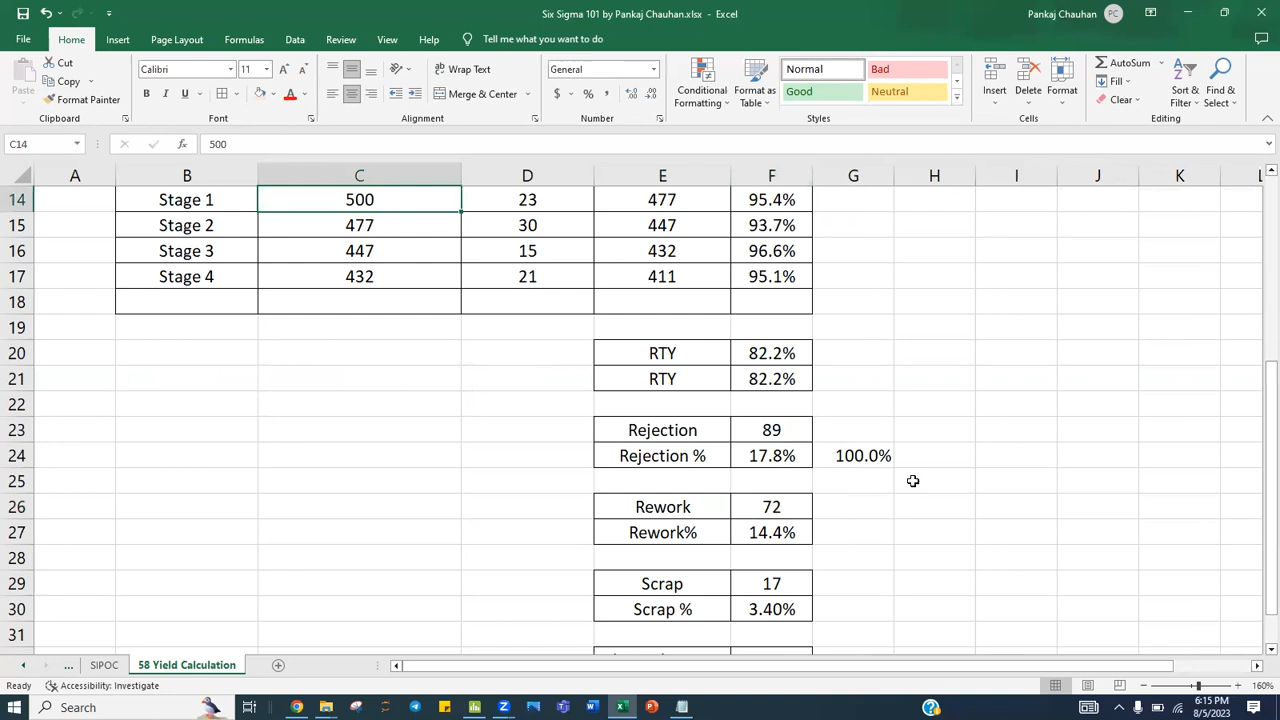 Six Sigma 101 by Pankaj Chauhan.xlsx - Excel
Pankaj Chauhan PC
File Home Insert Page Layout Formulas Data Review View Help Tell me what you want to do
Paste
Cut
Copy
Format Painter
Clipboard
Calibri 11
B I U
Font
Wrap Text
Merge & Center
Alignment
General
$ % ,
Number
Conditional Formatting
Format as Table
Normal Bad
Good Neutral
Styles
Insert Delete Format
Cells
AutoSum
Fill
Clear
Sort & Filter
Find & Select
Editing
C14 fx 500
A B C D E F G H I J K L
14 Stage 1 500 23 477 95.4%
15 Stage 2 477 30 447 93.7%
16 Stage 3 447 15 432 96.6%
17 Stage 4 432 21 411 95.1%
18
19
20 RTY 82.2%
21 RTY 82.2%
22
23 Rejection 89
24 Rejection % 17.8% 100.0%
25
26 Rework 72
27 Rework% 14.4%
28
29 Scrap 17
30 Scrap % 3.40%
31
... SIPOC 58 Yield Calculation
Ready Accessibility: Investigate 160%
Search
6:15 PM
8/5/2023